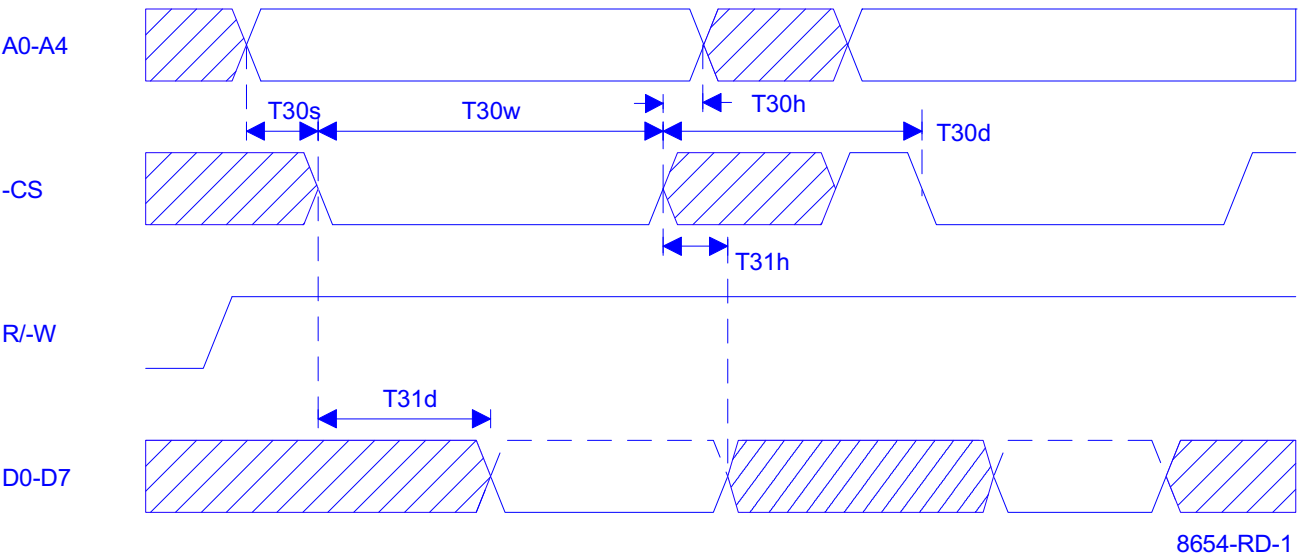 A0-A4
T30s
T30w
T30h
T30d
-CS
T31h
R/-W
T31d
D0-D7
8654-RD-1